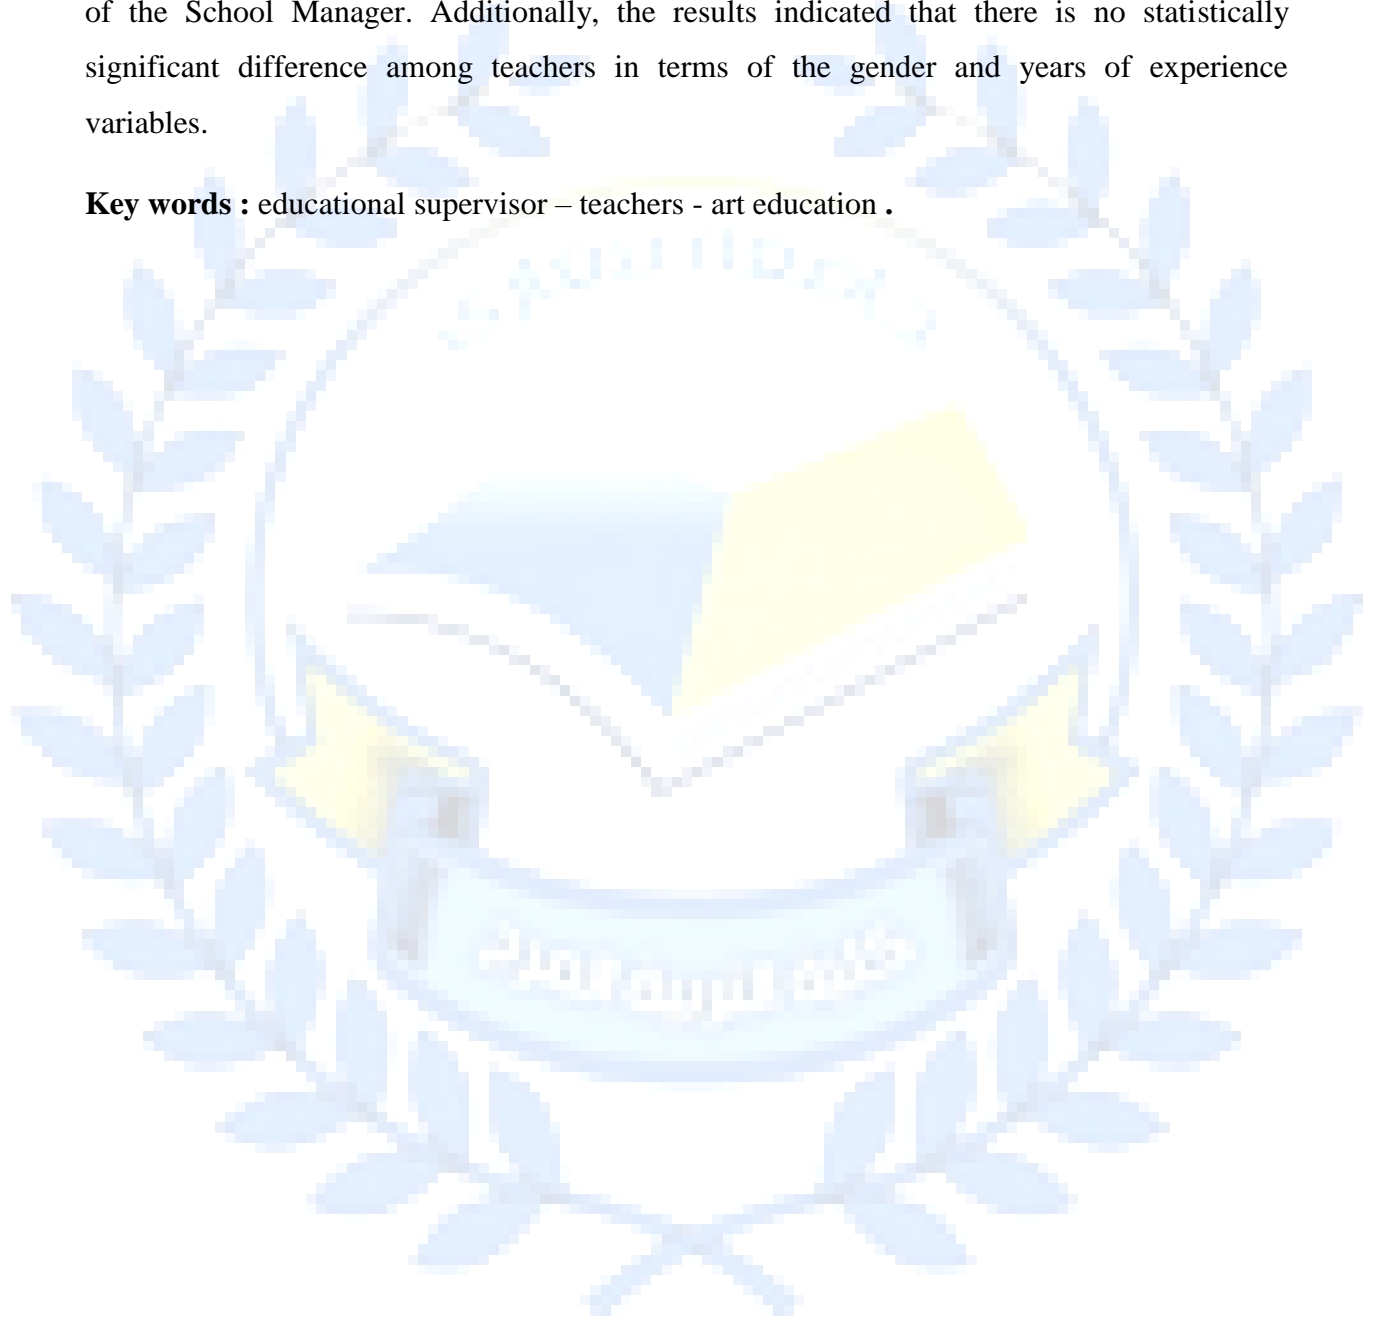 of the School Manager. Additionally, the results indicated that there is no statistically
significant difference among teachers in terms of the gender and years of experience
variables.
Key words : educational supervisor – teachers - art education .